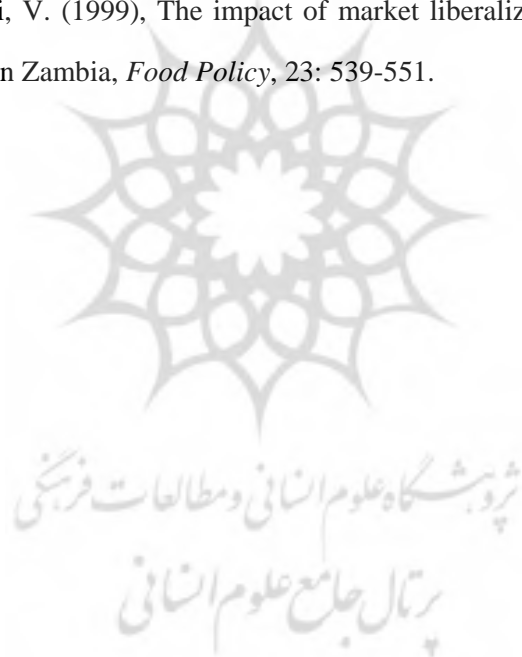 i, V. (1999), The impact of market liberaliz
n Zambia, Food Policy, 23: 539-551.
پژوهشگاه علوم انسانی و مطالعات فرهنگی
پرتال جامع علوم انسانی